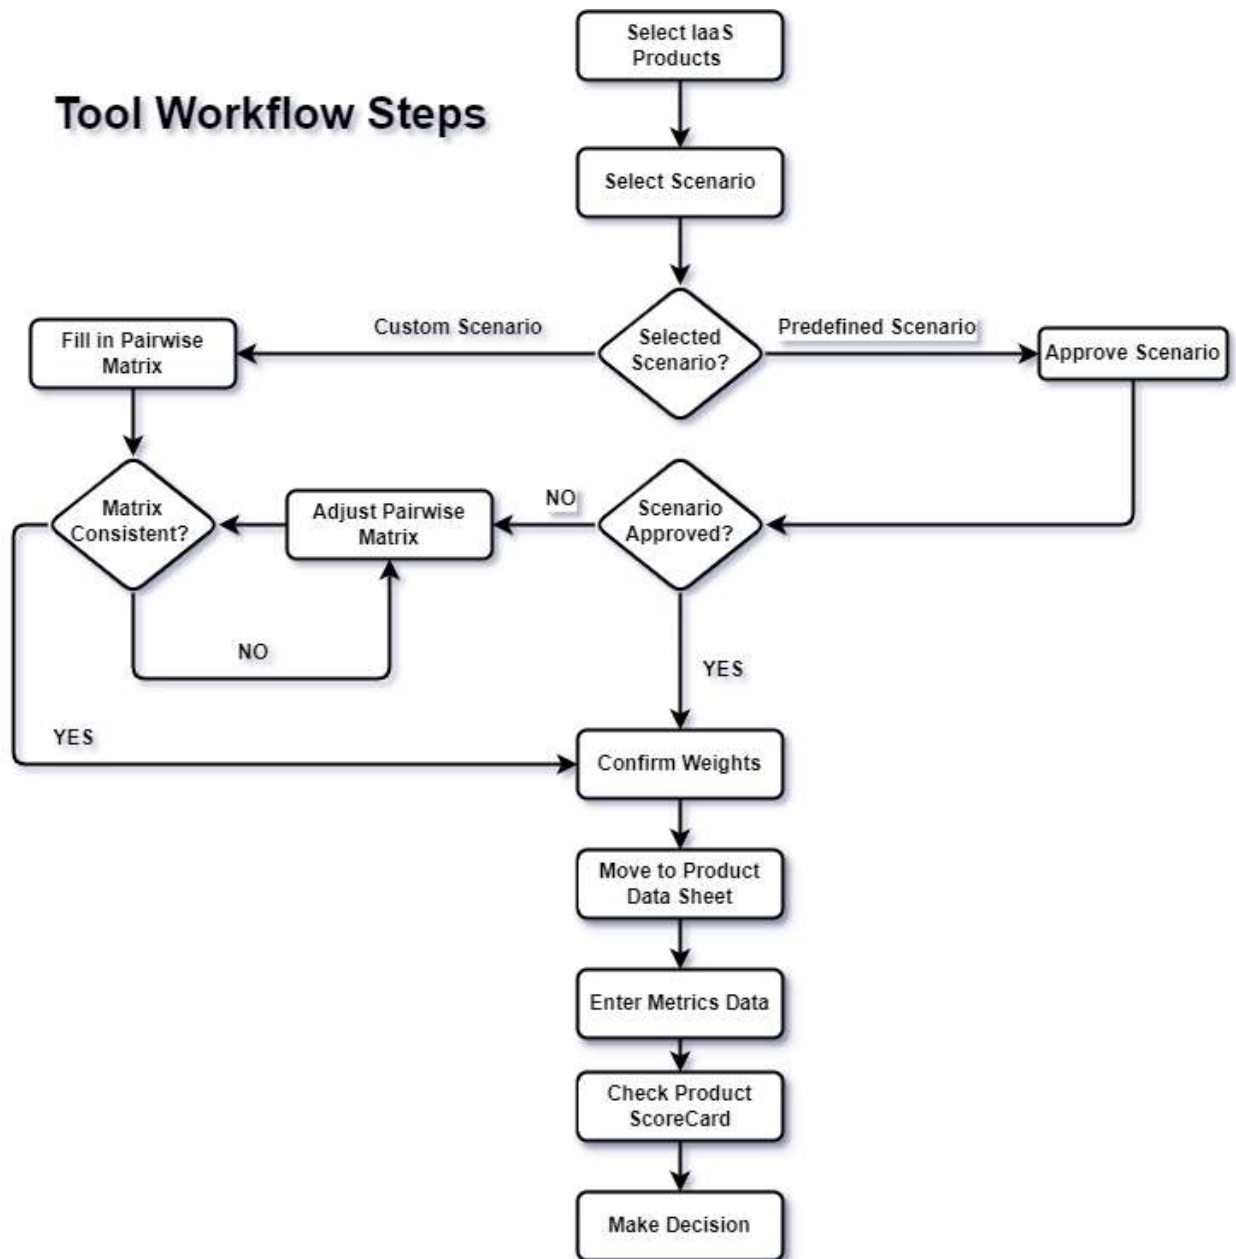 Select IaaS
Products
Tool Workflow Steps
Select Scenario
Custom Scenario
Selected
Scenario?
Predefined Scenario
Fill in Pairwise
Matrix
Approve Scenario
Matrix
Consistent?
Adjust Pairwise
Matrix
NO
Scenario
Approved?
NO
YES
YES
Confirm Weights
Move to Product
Data Sheet
Enter Metrics Data
Check Product
ScoreCard
Make Decision